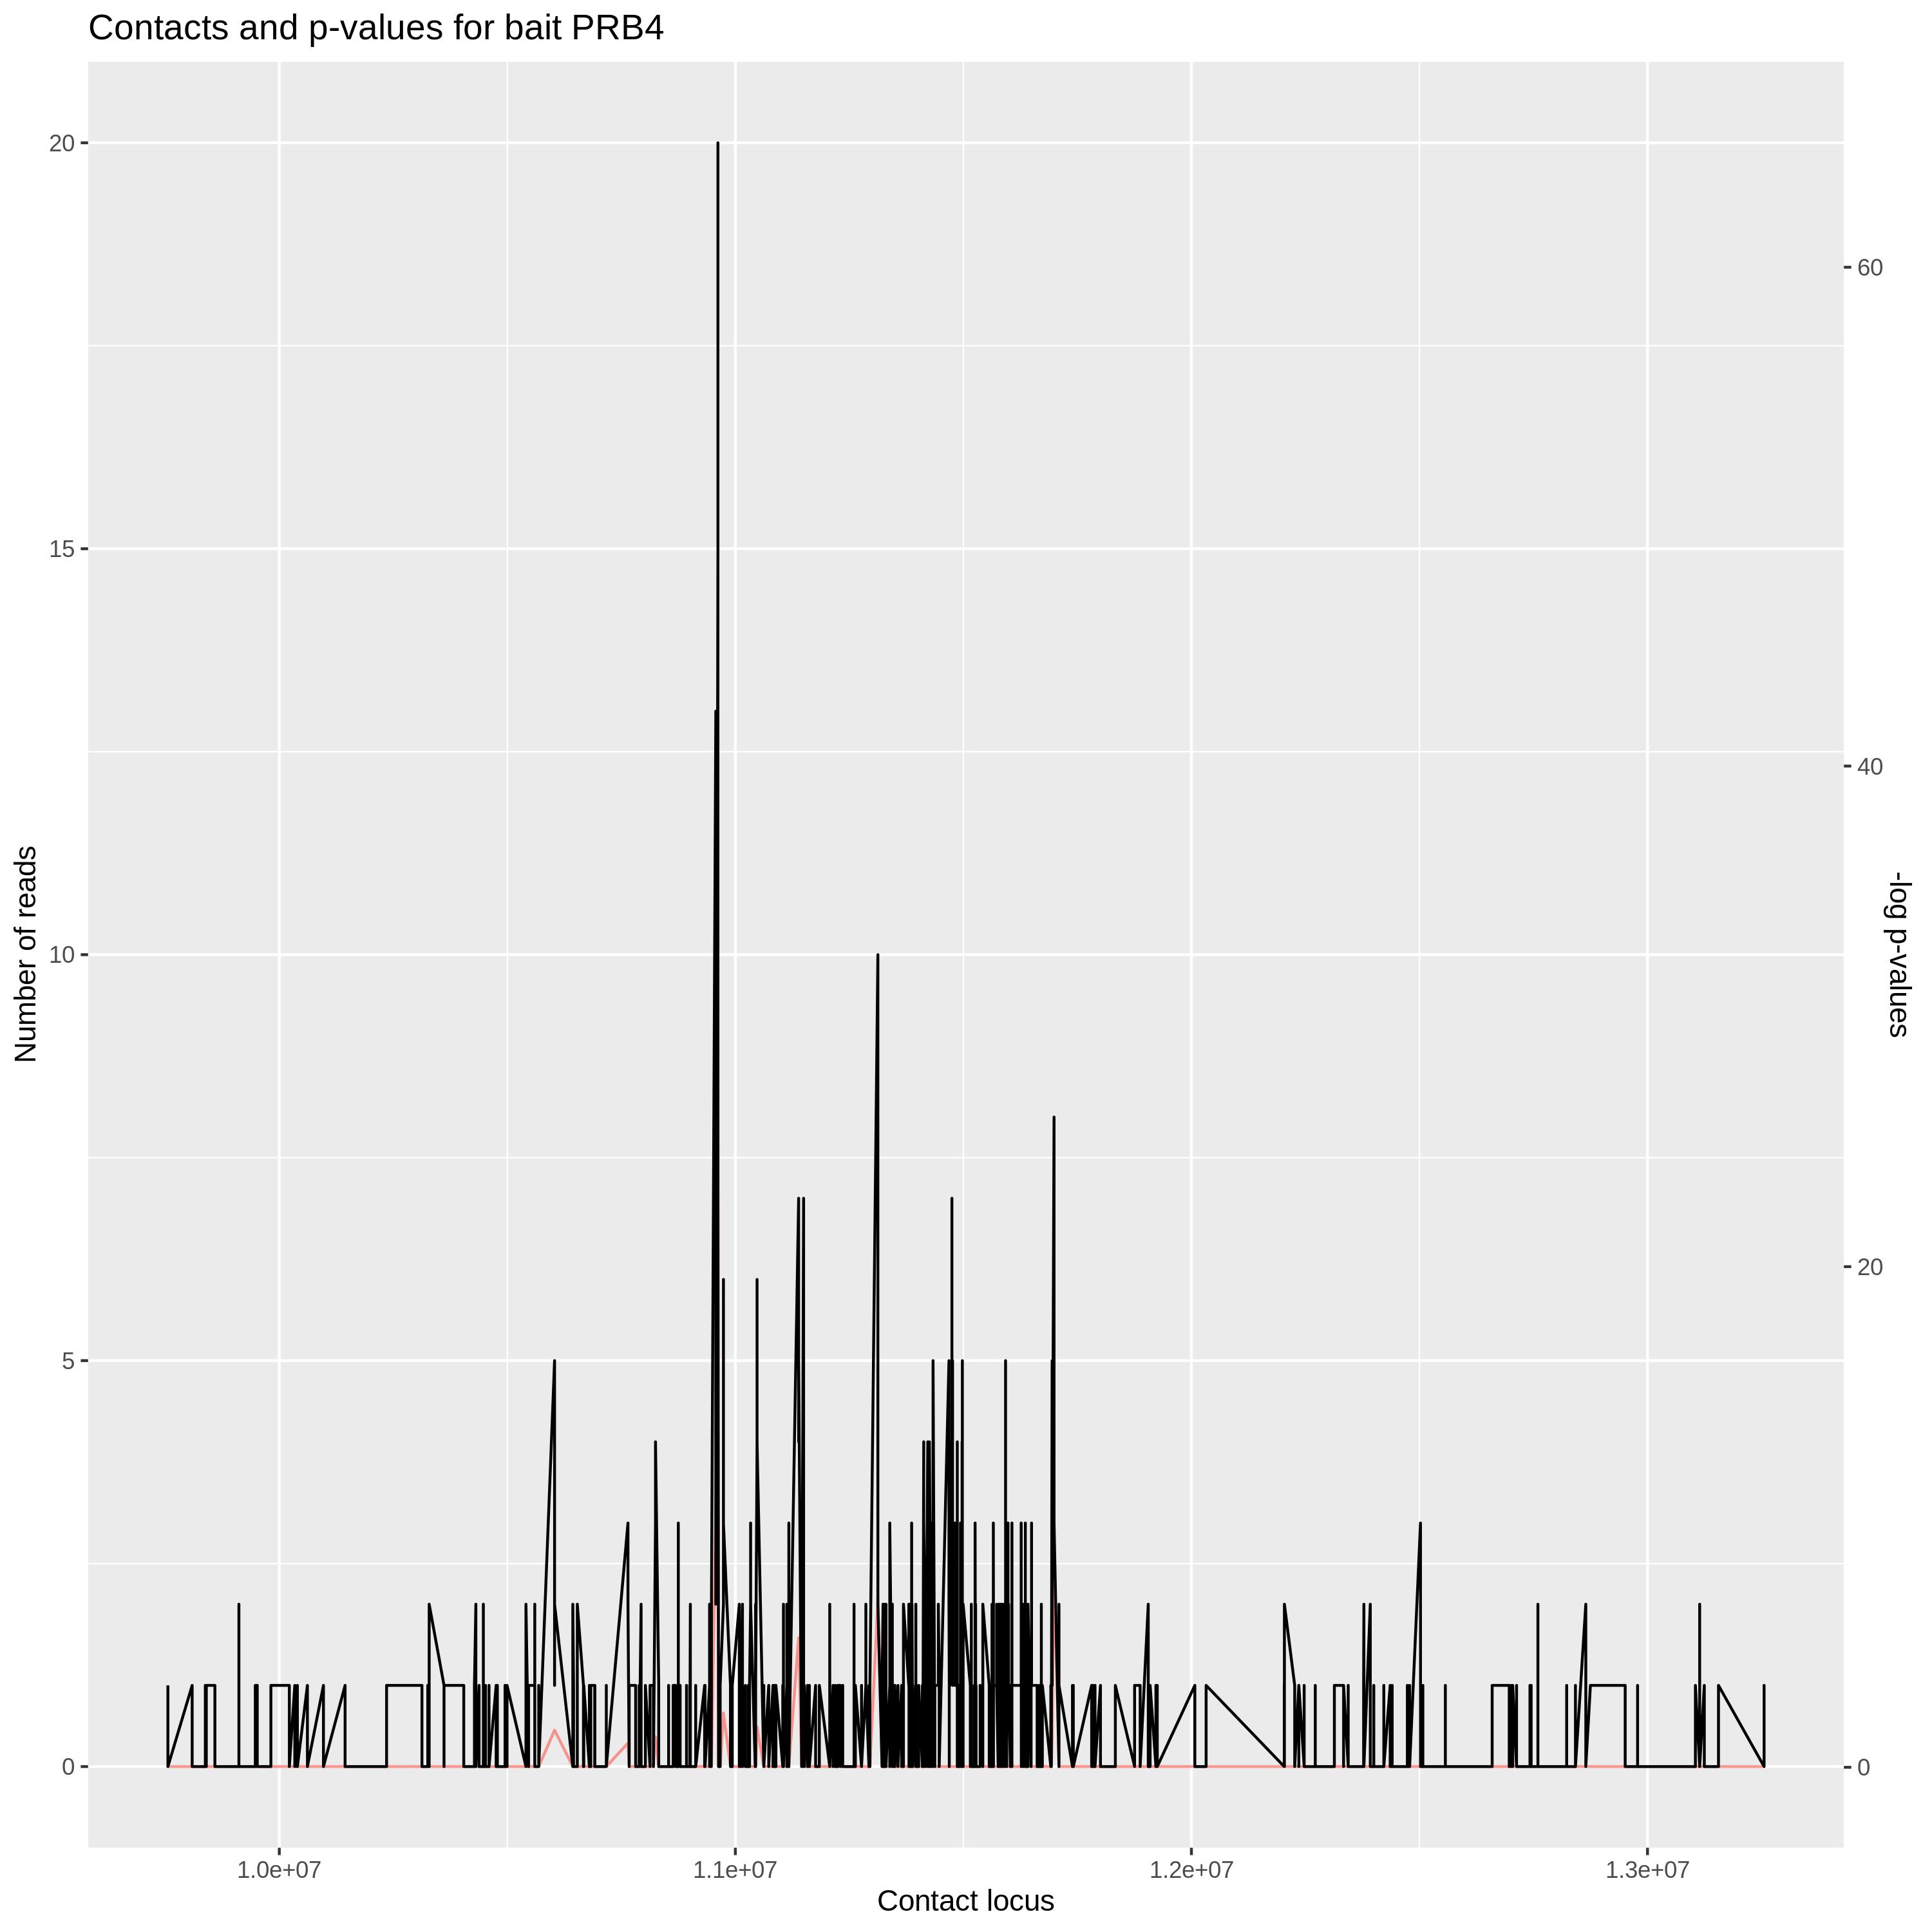 Contacts and p-values for bait PRB4
20
15
10
5
0
Number of reads
60
40
20
0
-log p-values
1.0e+07
1.1e+07
1.2e+07
1.3e+07
Contact locus